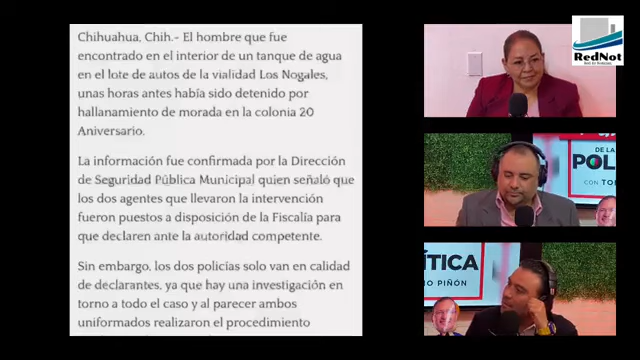 Chihuahua, Chih.- El hombre que fue
encontrado en el interior de un tanque de agua
en el lote de autos de la vialidad Los Nogales,
unas horas antes había sido detenido por
hallanamiento de morada en la colonia 20
Aniversario.
La información fue confirmada por la Dirección
de Seguridad Pública Municipal quien señaló que
los dos agentes que llevaron la intervención
fueron puestos a disposición de la Fiscalía para
que declaren ante la autoridad competente.
Sin embargo, los dos policías solo van en calidad
de declarantes, ya que hay una investigación en
torno a todo el caso y al parecer ambos
uniformados realizaron el procedimiento
RedNot
DE LA
POL
CON TO
ÍTICA
IO PIÑÓN